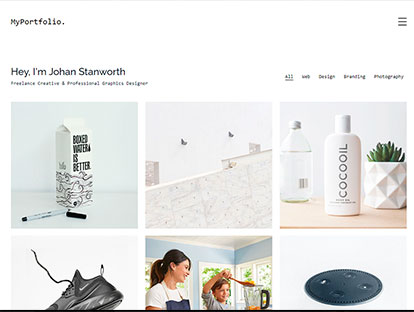 MyPortfolio.
Hey, I'm Johan Stanworth
Freelance Creative & Professional Graphics Designer
All Web Design Branding Photography
BOXED
WATER
IS
BETTER.
COCOOIL